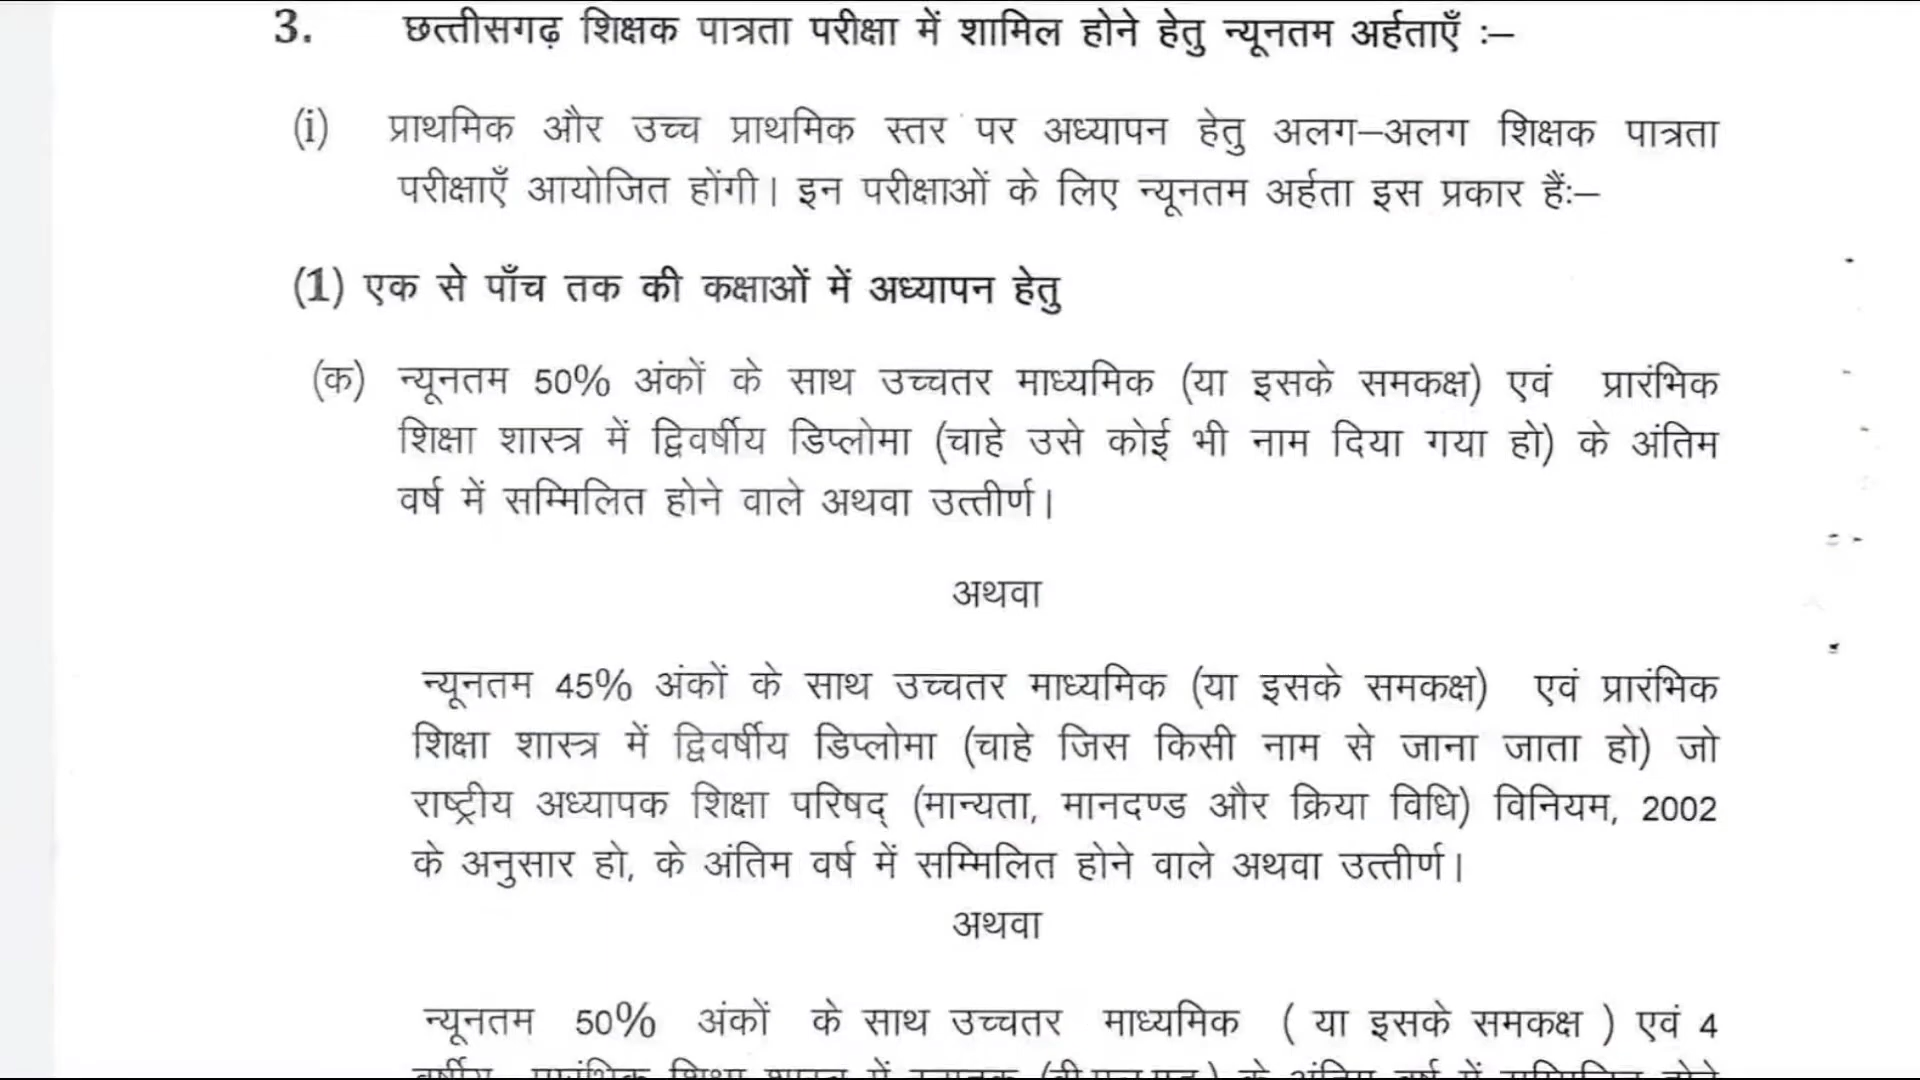 3. छत्तीसगढ़ शिक्षक पात्रता परीक्षा में शामिल होने हेतु न्यूनतम अर्हताएँ :–
(i) प्राथमिक और उच्च प्राथमिक स्तर पर अध्यापन हेतु अलग–अलग शिक्षक पात्रता
परीक्षाएँ आयोजित होंगी। इन परीक्षाओं के लिए न्यूनतम अर्हता इस प्रकार हैं:–
(1) एक से पाँच तक की कक्षाओं में अध्यापन हेतु
(क) न्यूनतम 50% अंकों के साथ उच्चतर माध्यमिक (या इसके समकक्ष) एवं प्रारंभिक
शिक्षा शास्त्र में द्विवर्षीय डिप्लोमा (चाहे उसे कोई भी नाम दिया गया हो) के अंतिम
वर्ष में सम्मिलित होने वाले अथवा उत्तीर्ण।
अथवा
न्यूनतम 45% अंकों के साथ उच्चतर माध्यमिक (या इसके समकक्ष) एवं प्रारंभिक
शिक्षा शास्त्र में द्विवर्षीय डिप्लोमा (चाहे जिस किसी नाम से जाना जाता हो) जो
राष्ट्रीय अध्यापक शिक्षा परिषद् (मान्यता, मानदण्ड और क्रिया विधि) विनियम, 2002
के अनुसार हो, के अंतिम वर्ष में सम्मिलित होने वाले अथवा उत्तीर्ण।
अथवा
न्यूनतम 50% अंकों के साथ उच्चतर माध्यमिक ( या इसके समकक्ष ) एवं 4